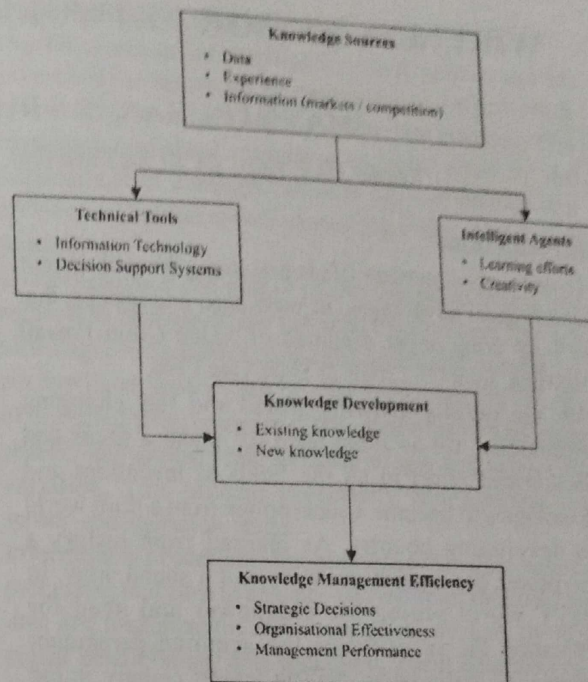 Knowledge Sources
• Data
• Experience
• Information (markets / competition)
Technical Tools
• Information Technology
• Decision Support Systems
Intelligent Agents
• Learning efforts
• Creativity
Knowledge Development
• Existing knowledge
• New knowledge
Knowledge Management Efficiency
• Strategic Decisions
• Organisational Effectiveness
• Management Performance